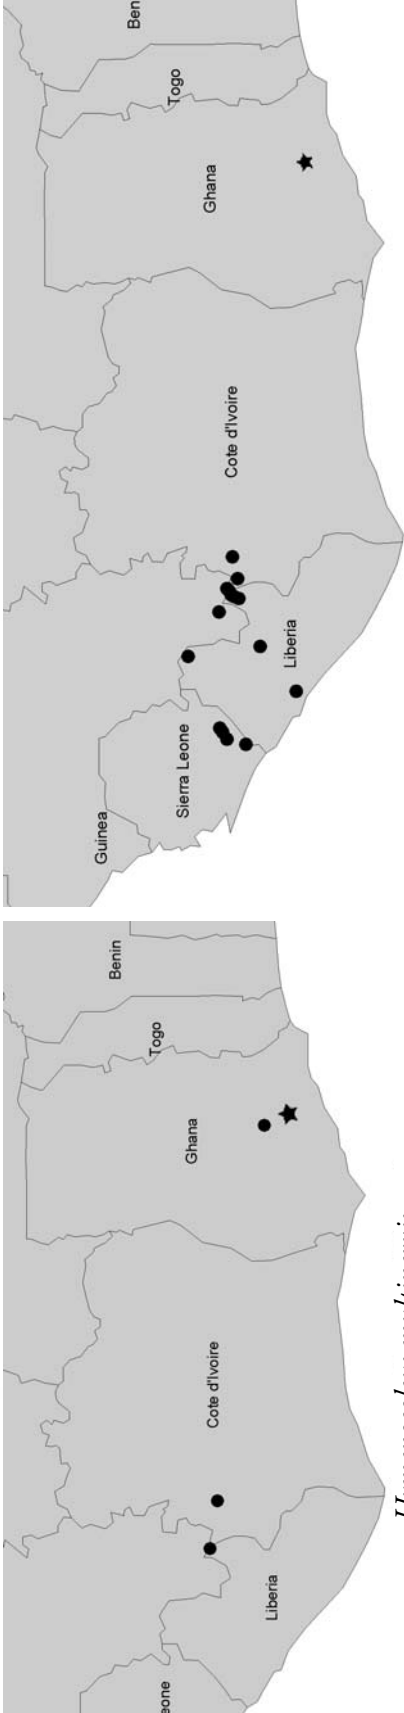 Benin
Togo
eone
Ghana
Cote d'Ivoire
Liberia
Guinea
Ben
Togo
Sierra Leone
Ghana
Cote d'Ivoire
Liberia